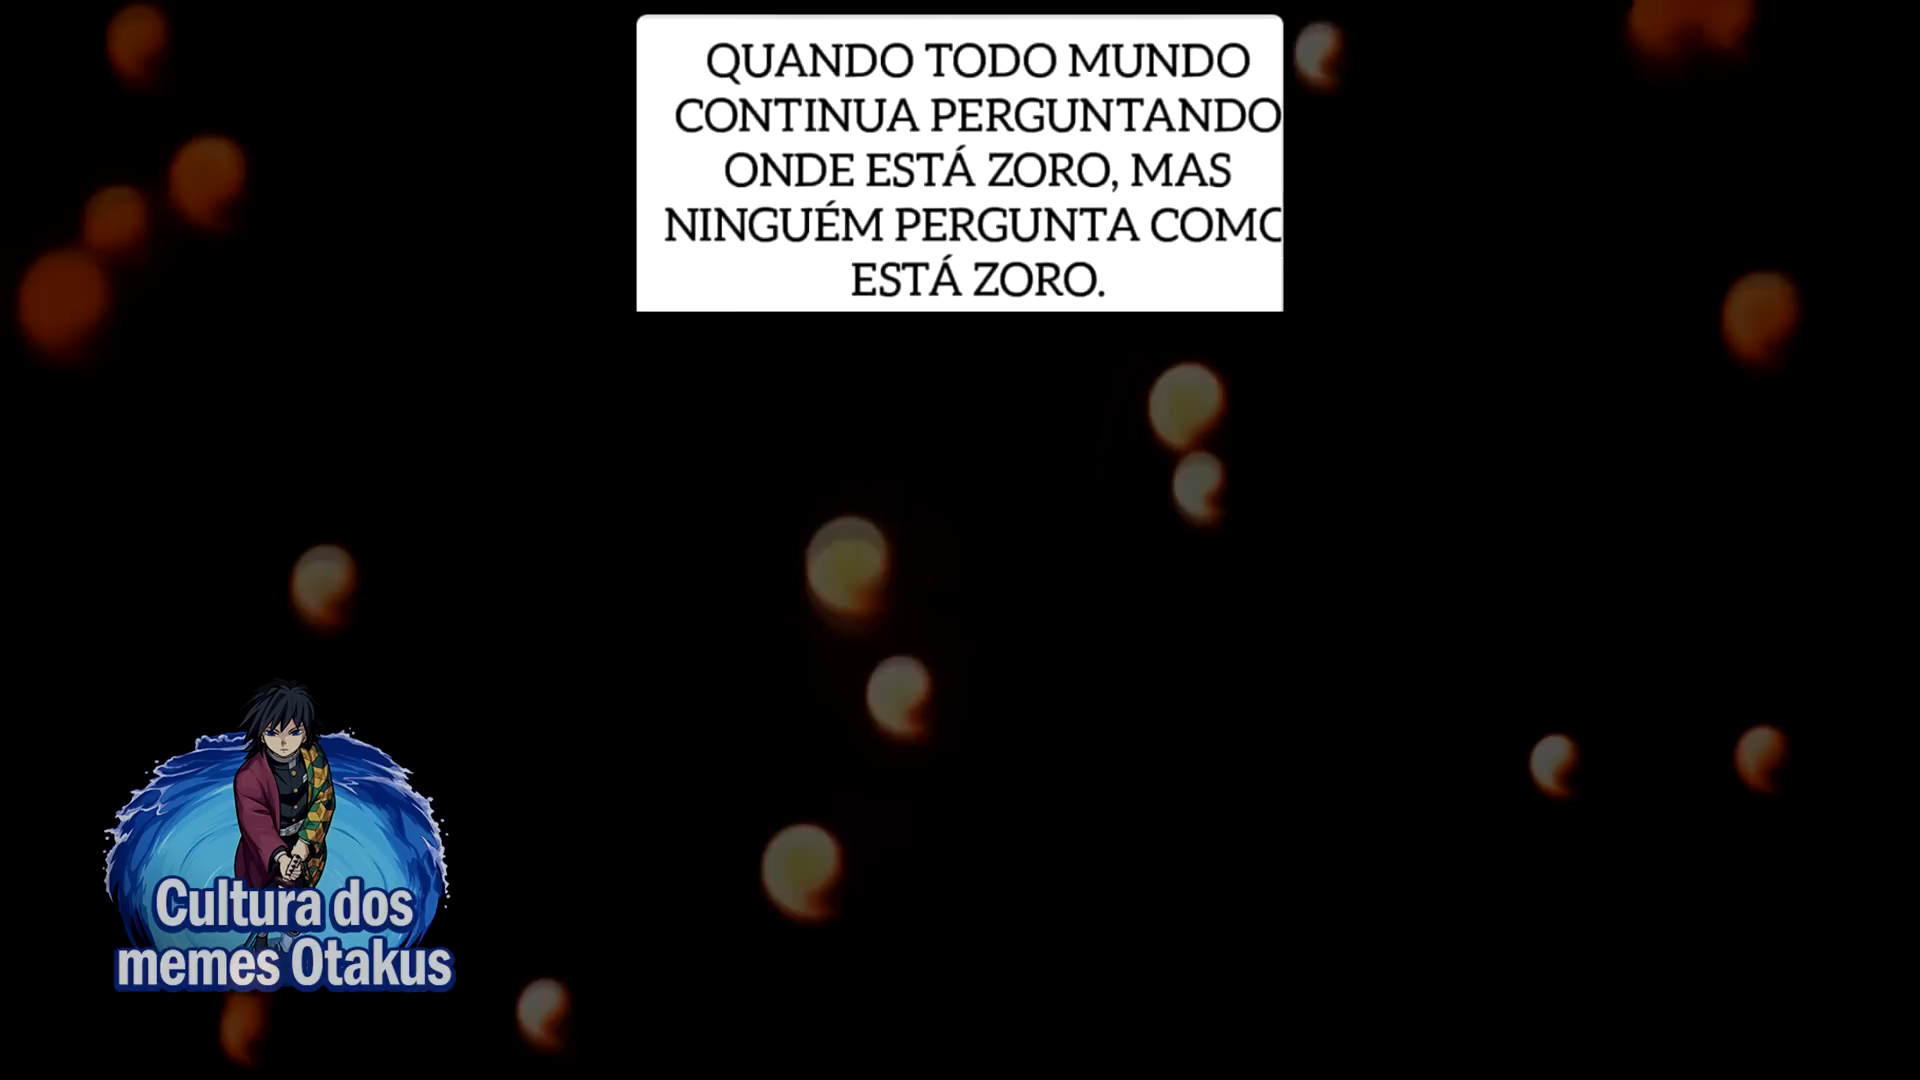 QUANDO TODO MUNDO
CONTINUA PERGUNTANDO
ONDE ESTÁ ZORO, MAS
NINGUÉM PERGUNTA COMO
ESTÁ ZORO.
Cultura dos
memes Otakus